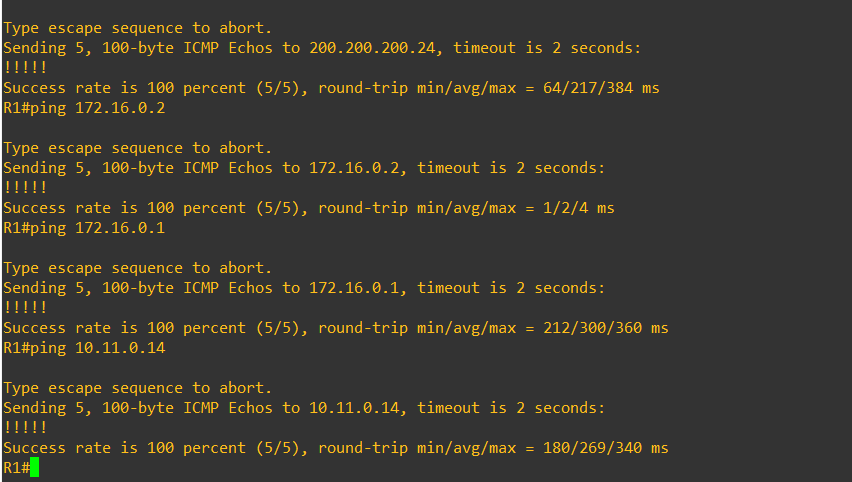 Type escape sequence to abort.
Sending 5, 100-byte ICMP Echos to 200.200.200.24, timeout is 2 seconds:
!!!!!
Success rate is 100 percent (5/5), round-trip min/avg/max = 64/217/384 ms
R1#ping 172.16.0.2
Type escape sequence to abort.
Sending 5, 100-byte ICMP Echos to 172.16.0.2, timeout is 2 seconds:
!!!!!
Success rate is 100 percent (5/5), round-trip min/avg/max = 1/2/4 ms
R1#ping 172.16.0.1
Type escape sequence to abort.
Sending 5, 100-byte ICMP Echos to 172.16.0.1, timeout is 2 seconds:
!!!!!
Success rate is 100 percent (5/5), round-trip min/avg/max = 212/300/360 ms
R1#ping 10.11.0.14
Type escape sequence to abort.
Sending 5, 100-byte ICMP Echos to 10.11.0.14, timeout is 2 seconds:
!!!!!
Success rate is 100 percent (5/5), round-trip min/avg/max = 180/269/340 ms
R1#